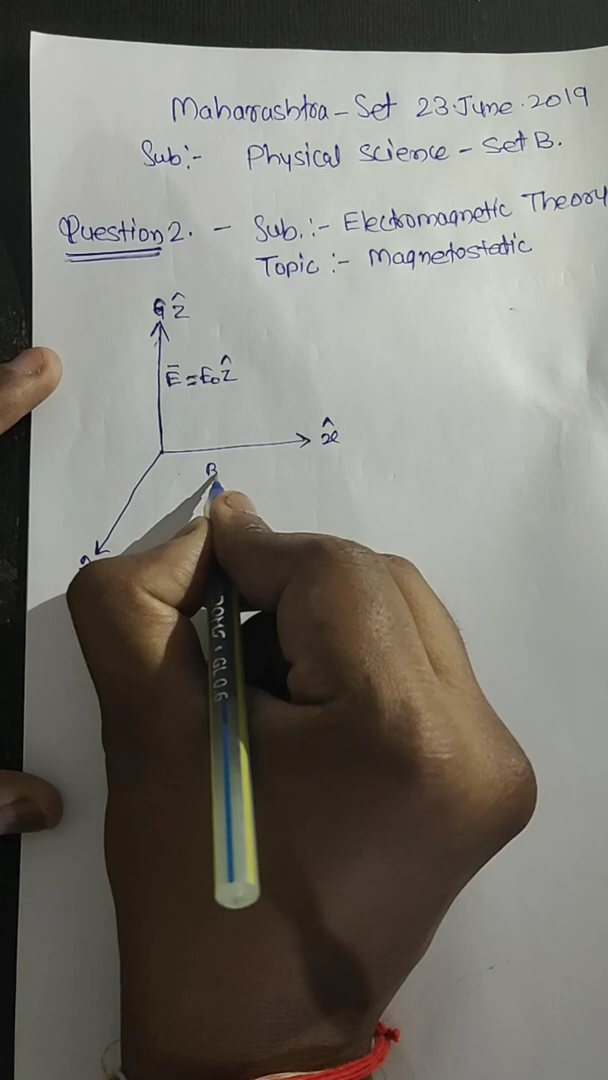 Maharashtra - Set 23.June.2019
Sub:- Physical Science - Set B.
Question 2. - Sub.:- Electromagnetic Theory
Topic :- Magnetostatic
ẑ
Ē = E₀ẑ
x̂
B